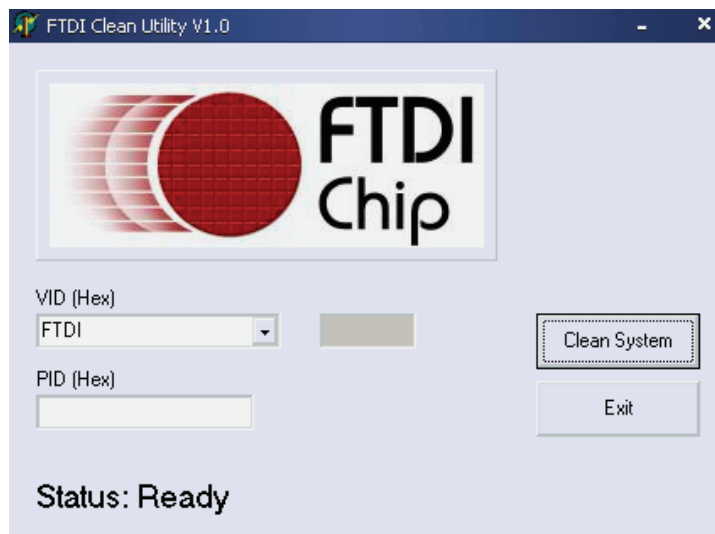 FTDI Clean Utility V1.0
FTDI
Chip
VID (Hex)
FTDI
Clean System
PID (Hex)
Exit
Status: Ready